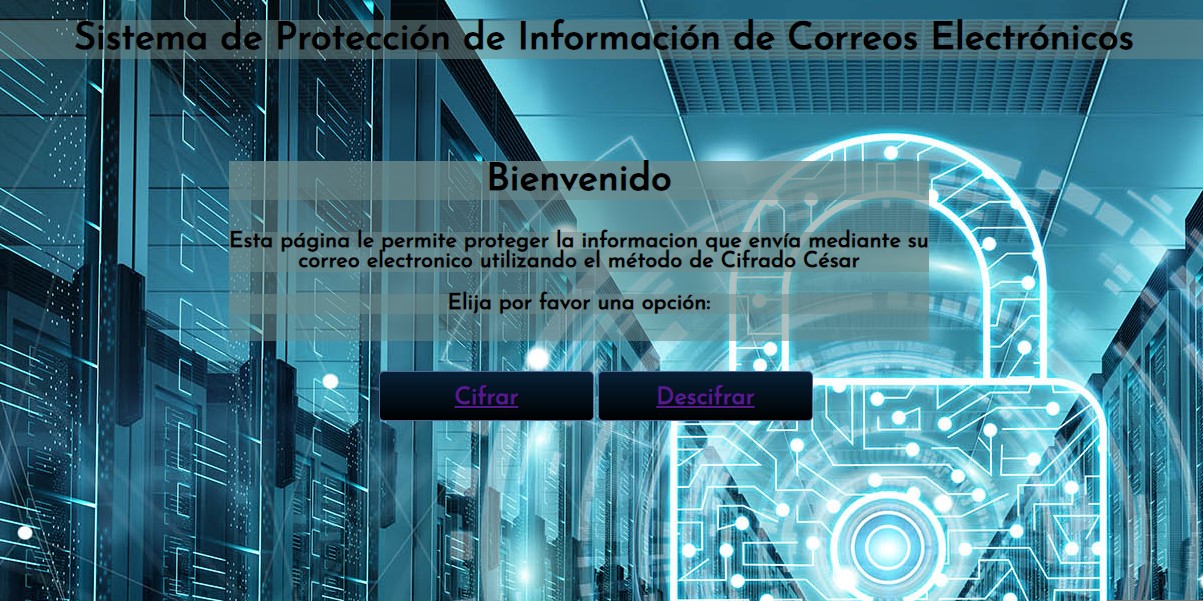 Sistema de Protección de Información de Correos Electrónicos
Bienvenido
Esta página le permite proteger la informacion que envía mediante su
correo electronico utilizando el método de Cifrado César
Elija por favor una opción:
Cifrar
Descifrar